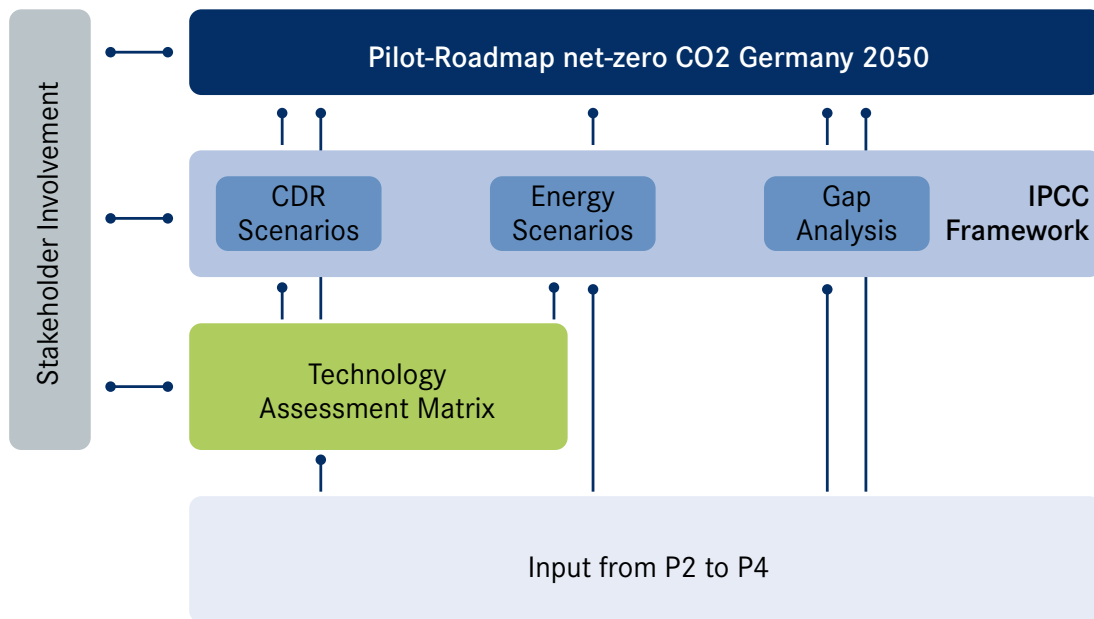 Stakeholder Involvement
Pilot-Roadmap net-zero CO2 Germany 2050
CDR
Scenarios
Energy
Scenarios
Gap
Analysis
IPCC
Framework
Technology
Assessment Matrix
Input from P2 to P4